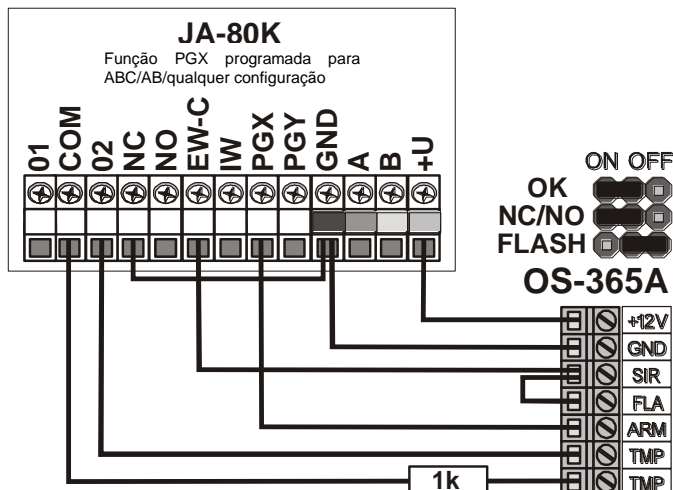 JA-80K
Função PGX programada para
ABC/AB/qualquer configuração
01
COM
02
NC
NO
EW-C
IW
PGX
PGY
GND
A
B
+U
ON OFF
OK
NC/NO
FLASH
OS-365A
+12V
GND
SIR
FLA
ARM
TMP
TMP
1k